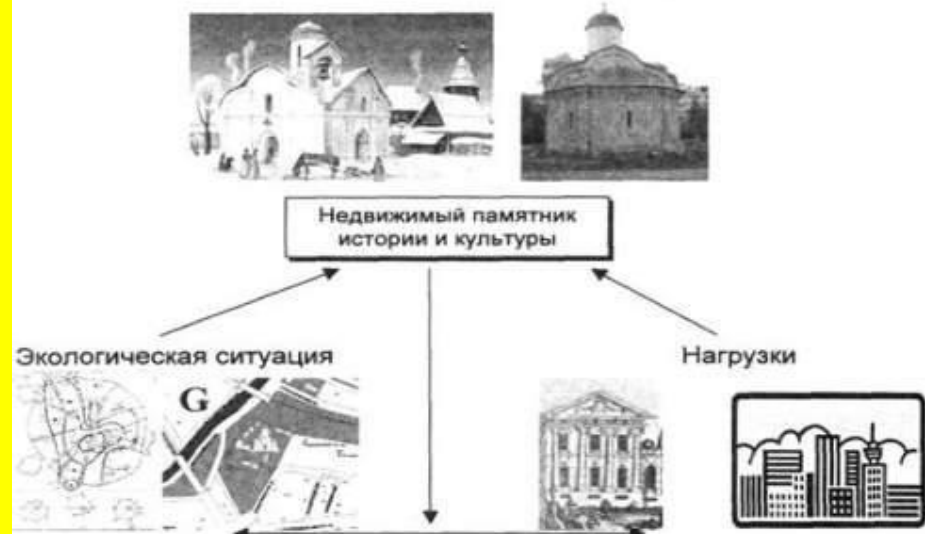 Недвижимый памятник
истории и культуры
Экологическая ситуация
Нагрузки
G